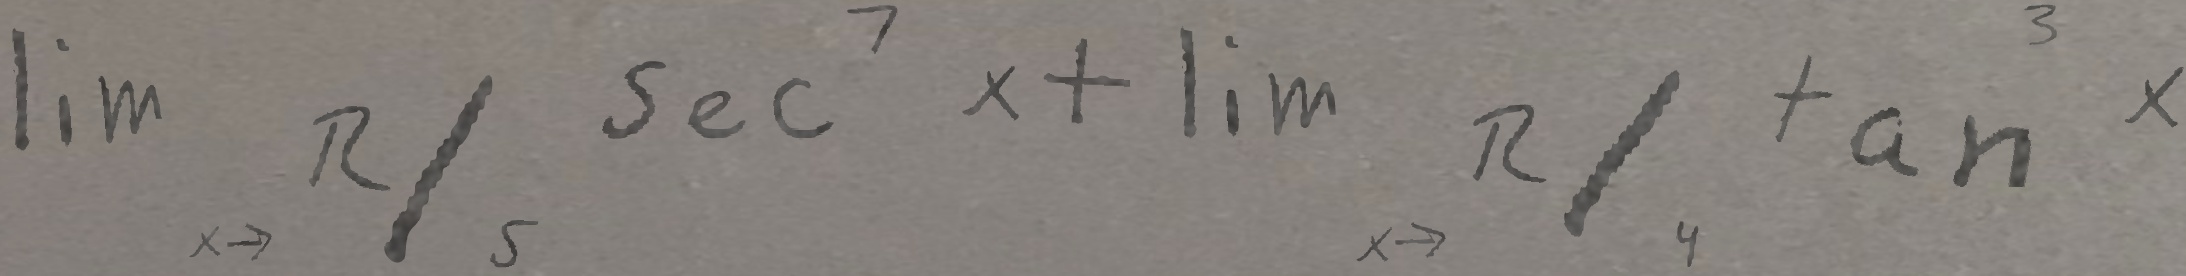 lim x→ R/5 sec^7 x + lim x→ R/4 tan^3 x